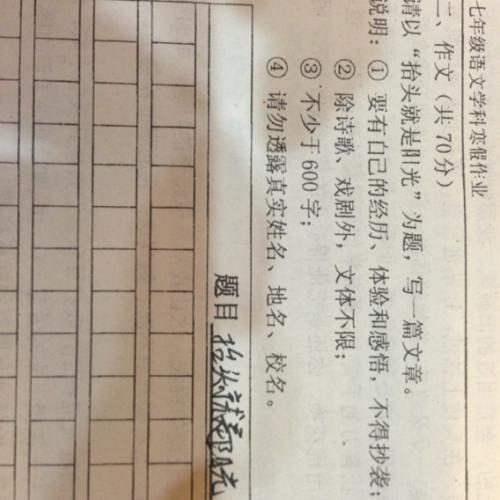 七年级语文学科寒假作业
二、作文（共70分）
请以“抬头就是阳光”为题，写一篇文章。
说明：① 要有自己的经历、体验和感悟，不得抄袭；
② 除诗歌、戏剧外，文体不限；
③ 不少于600字；
④ 请勿透露真实姓名、地名、校名。
题目 抬头就